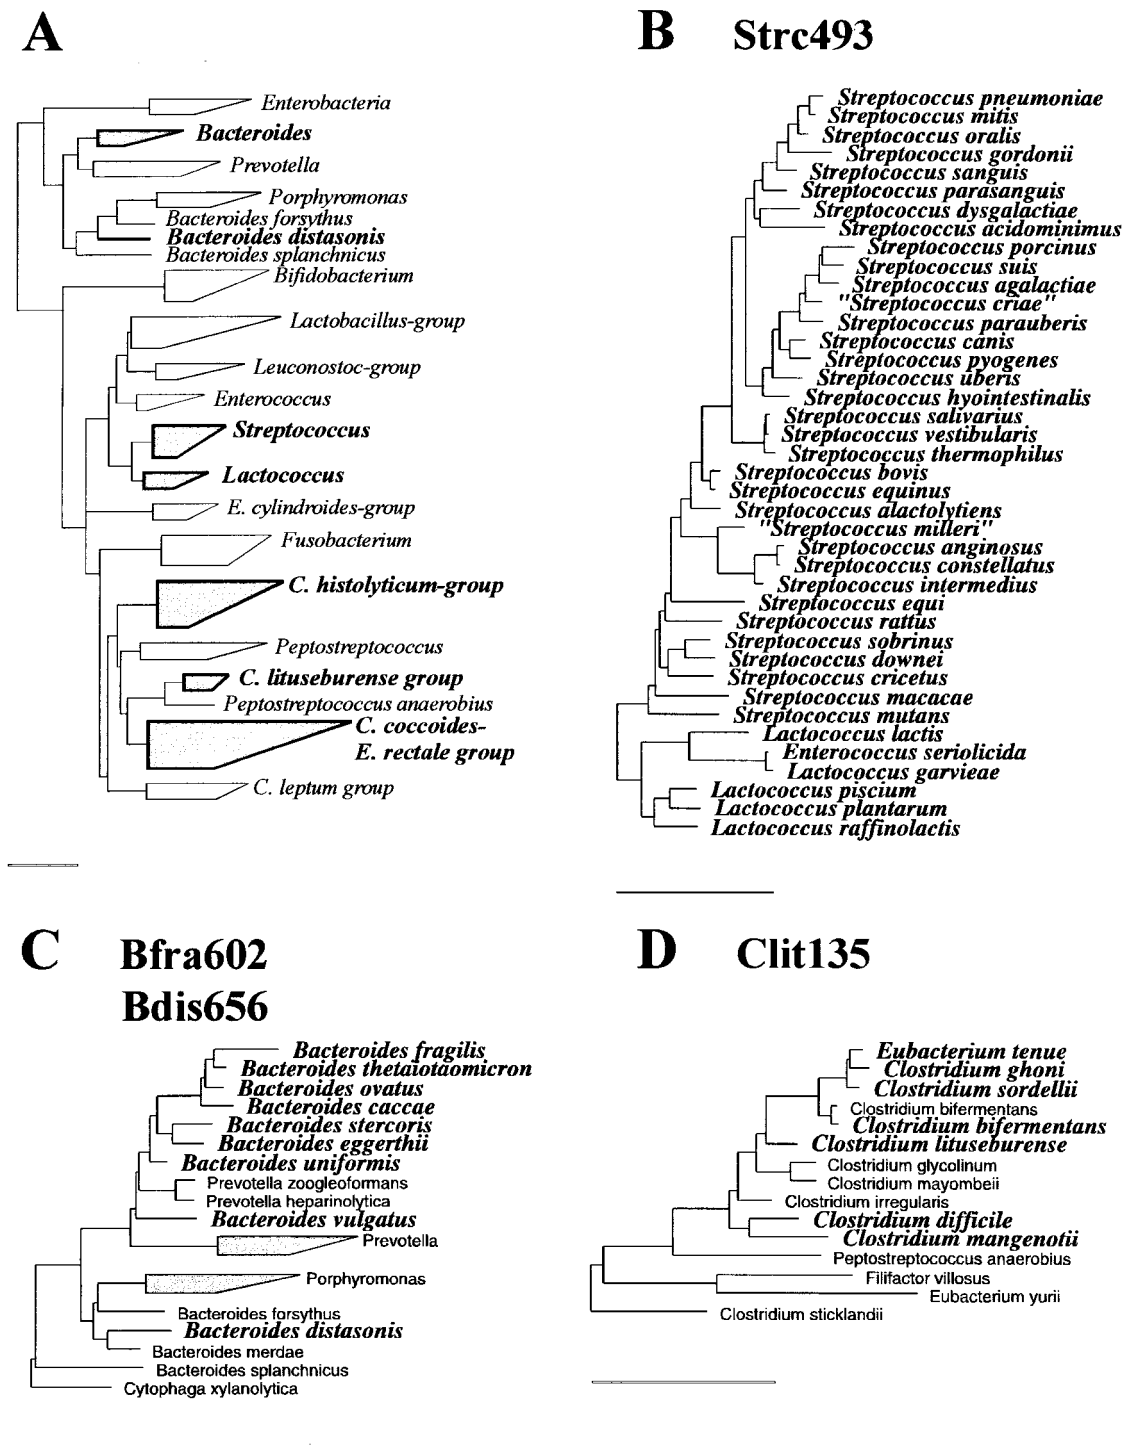 A
Enterobacteria
Bacteroides
Prevotella
Porphyromonas
Bacteroides forsythus
Bacteroides distasonis
Bacteroides splanchnicus
Bifidobacterium
Lactobacillus-group
Leuconostoc-group
Enterococcus
Streptococcus
Lactococcus
E. cylindroides-group
Fusobacterium
C. histolyticum-group
Peptostreptococcus
C. lituseburense group
Peptostreptococcus anaerobius
C. coccoides-
E. rectale group
C. leptum group
B Strc493
Streptococcus pneumoniae
Streptococcus mitis
Streptococcus oralis
Streptococcus gordonii
Streptococcus sanguis
Streptococcus parasanguis
Streptococcus dysgalactiae
Streptococcus acidominimus
Streptococcus porcinus
Streptococcus suis
Streptococcus agalactiae
"Streptococcus criae"
Streptococcus parauberis
Streptococcus canis
Streptococcus pyogenes
Streptococcus uberis
Streptococcus hyointestinalis
Streptococcus salivarius
Streptococcus vestibularis
Streptococcus thermophilus
Streptococcus bovis
Streptococcus equinus
Streptococcus alactolytiens
"Streptococcus milleri"
Streptococcus anginosus
Streptococcus constellatus
Streptococcus intermedius
Streptococcus equi
Streptococcus rattus
Streptococcus sobrinus
Streptococcus downei
Streptococcus cricetus
Streptococcus macacae
Streptococcus mutans
Lactococcus lactis
Enterococcus seriolicida
Lactococcus garvieae
Lactococcus piscium
Lactococcus plantarum
Lactococcus raffinolactis
C Bfra602
Bdis656
Bacteroides fragilis
Bacteroides thetaiotaomicron
Bacteroides ovatus
Bacteroides caccae
Bacteroides stercoris
Bacteroides eggerthii
Bacteroides uniformis
Prevotella zoogleoformans
Prevotella heparinolytica
Bacteroides vulgatus
Prevotella
Porphyromonas
Bacteroides forsythus
Bacteroides distasonis
Bacteroides merdae
Bacteroides splanchnicus
Cytophaga xylanolytica
D Clit135
Eubacterium tenue
Clostridium ghoni
Clostridium sordellii
Clostridium bifermentans
Clostridium bifermentans
Clostridium lituseburense
Clostridium glycolinum
Clostridium mayombeii
Clostridium irregularis
Clostridium difficile
Clostridium mangenotii
Peptostreptococcus anaerobius
Filifactor villosus
Eubacterium yurii
Clostridium sticklandii